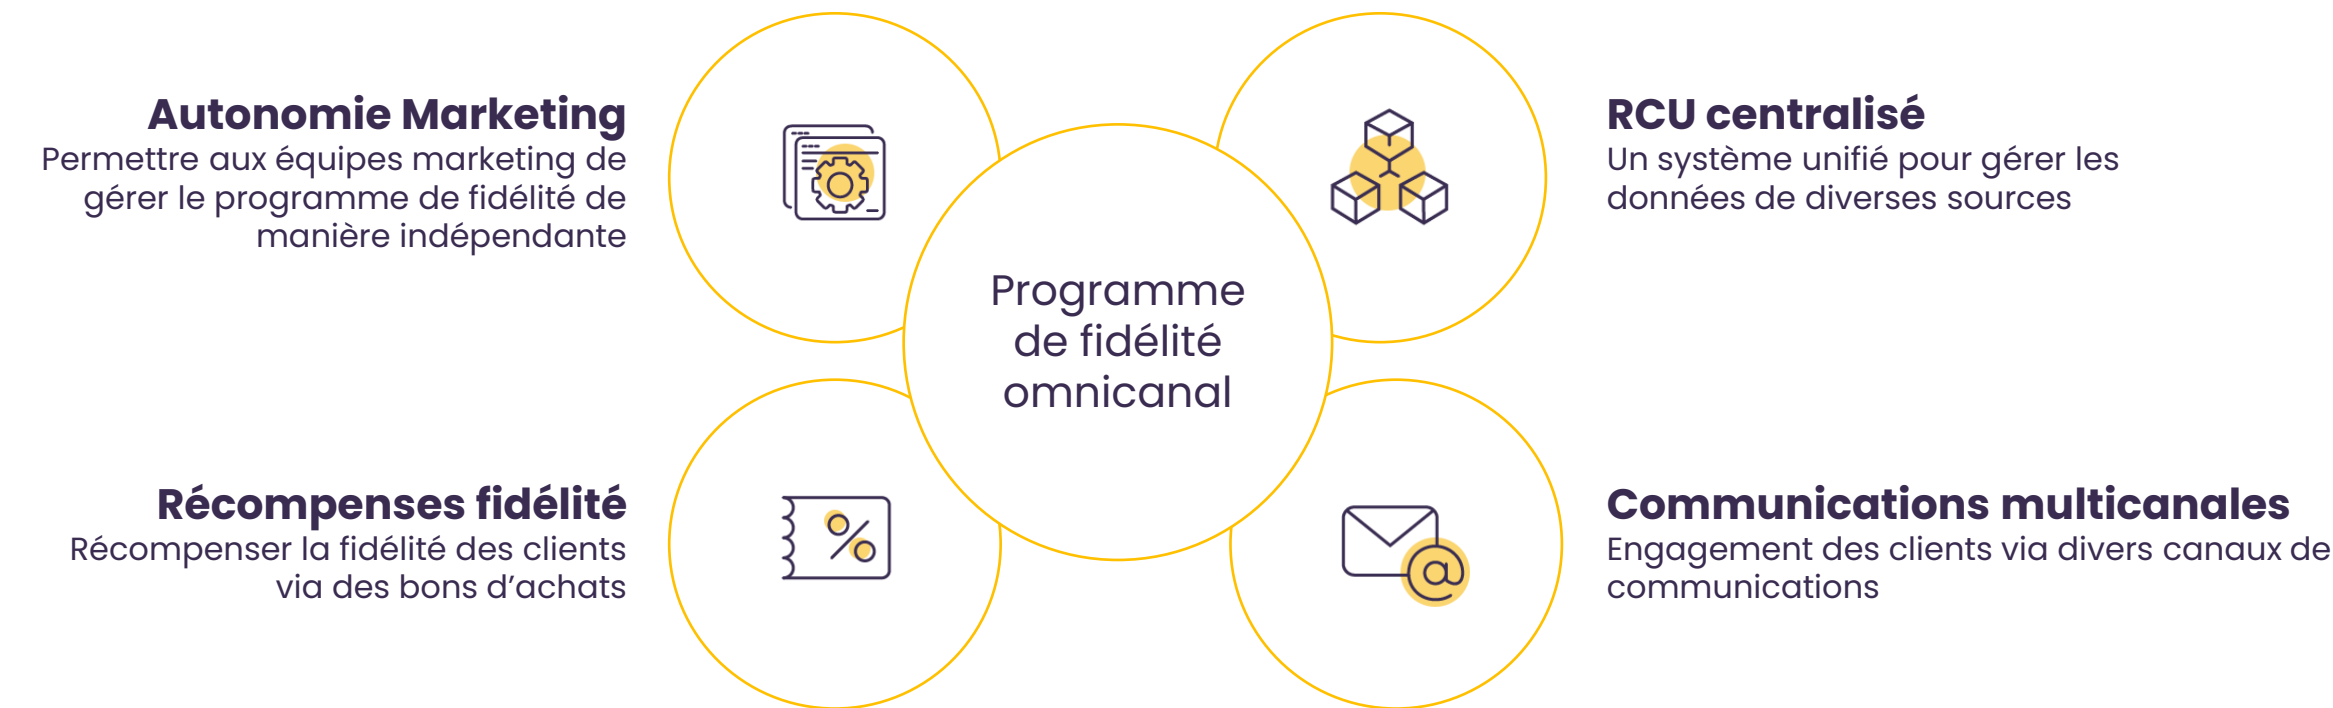 Autonomie Marketing
Permettre aux équipes marketing de
gérer le programme de fidélité de
manière indépendante
RCU centralisé
Un système unifié pour gérer les
données de diverses sources
Programme
de fidélité
omnicanal
Récompenses fidélité
Récompenser la fidélité des clients
via des bons d’achats
Communications multicanales
Engagement des clients via divers canaux de
communications